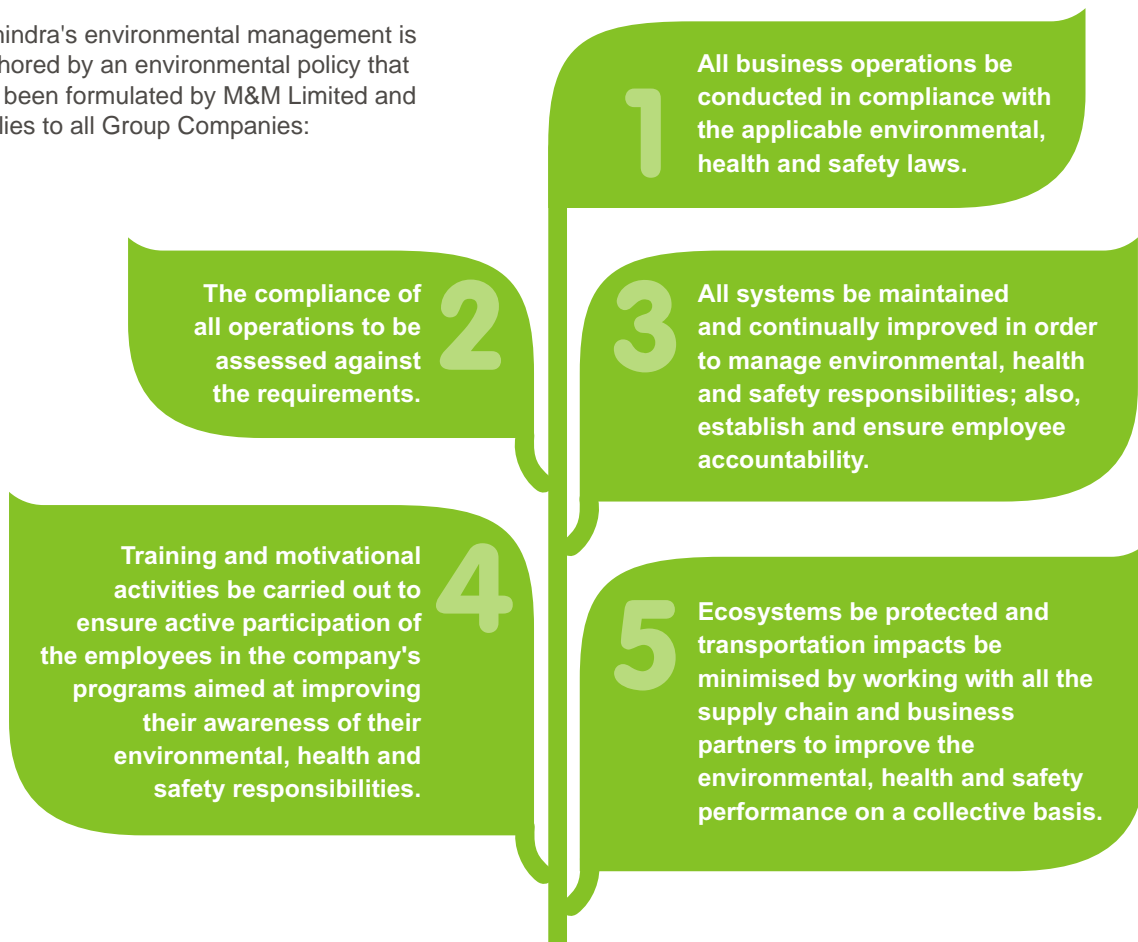 hindra's environmental management is
hored by an environmental policy that
been formulated by M&M Limited and
lies to all Group Companies:
1
All business operations be
conducted in compliance with
the applicable environmental,
health and safety laws.
2
The compliance of
all operations to be
assessed against
the requirements.
3
All systems be maintained
and continually improved in order
to manage environmental, health
and safety responsibilities; also,
establish and ensure employee
accountability.
4
Training and motivational
activities be carried out to
ensure active participation of
the employees in the company's
programs aimed at improving
their awareness of their
environmental, health and
safety responsibilities.
5
Ecosystems be protected and
transportation impacts be
minimised by working with all the
supply chain and business
partners to improve the
environmental, health and safety
performance on a collective basis.